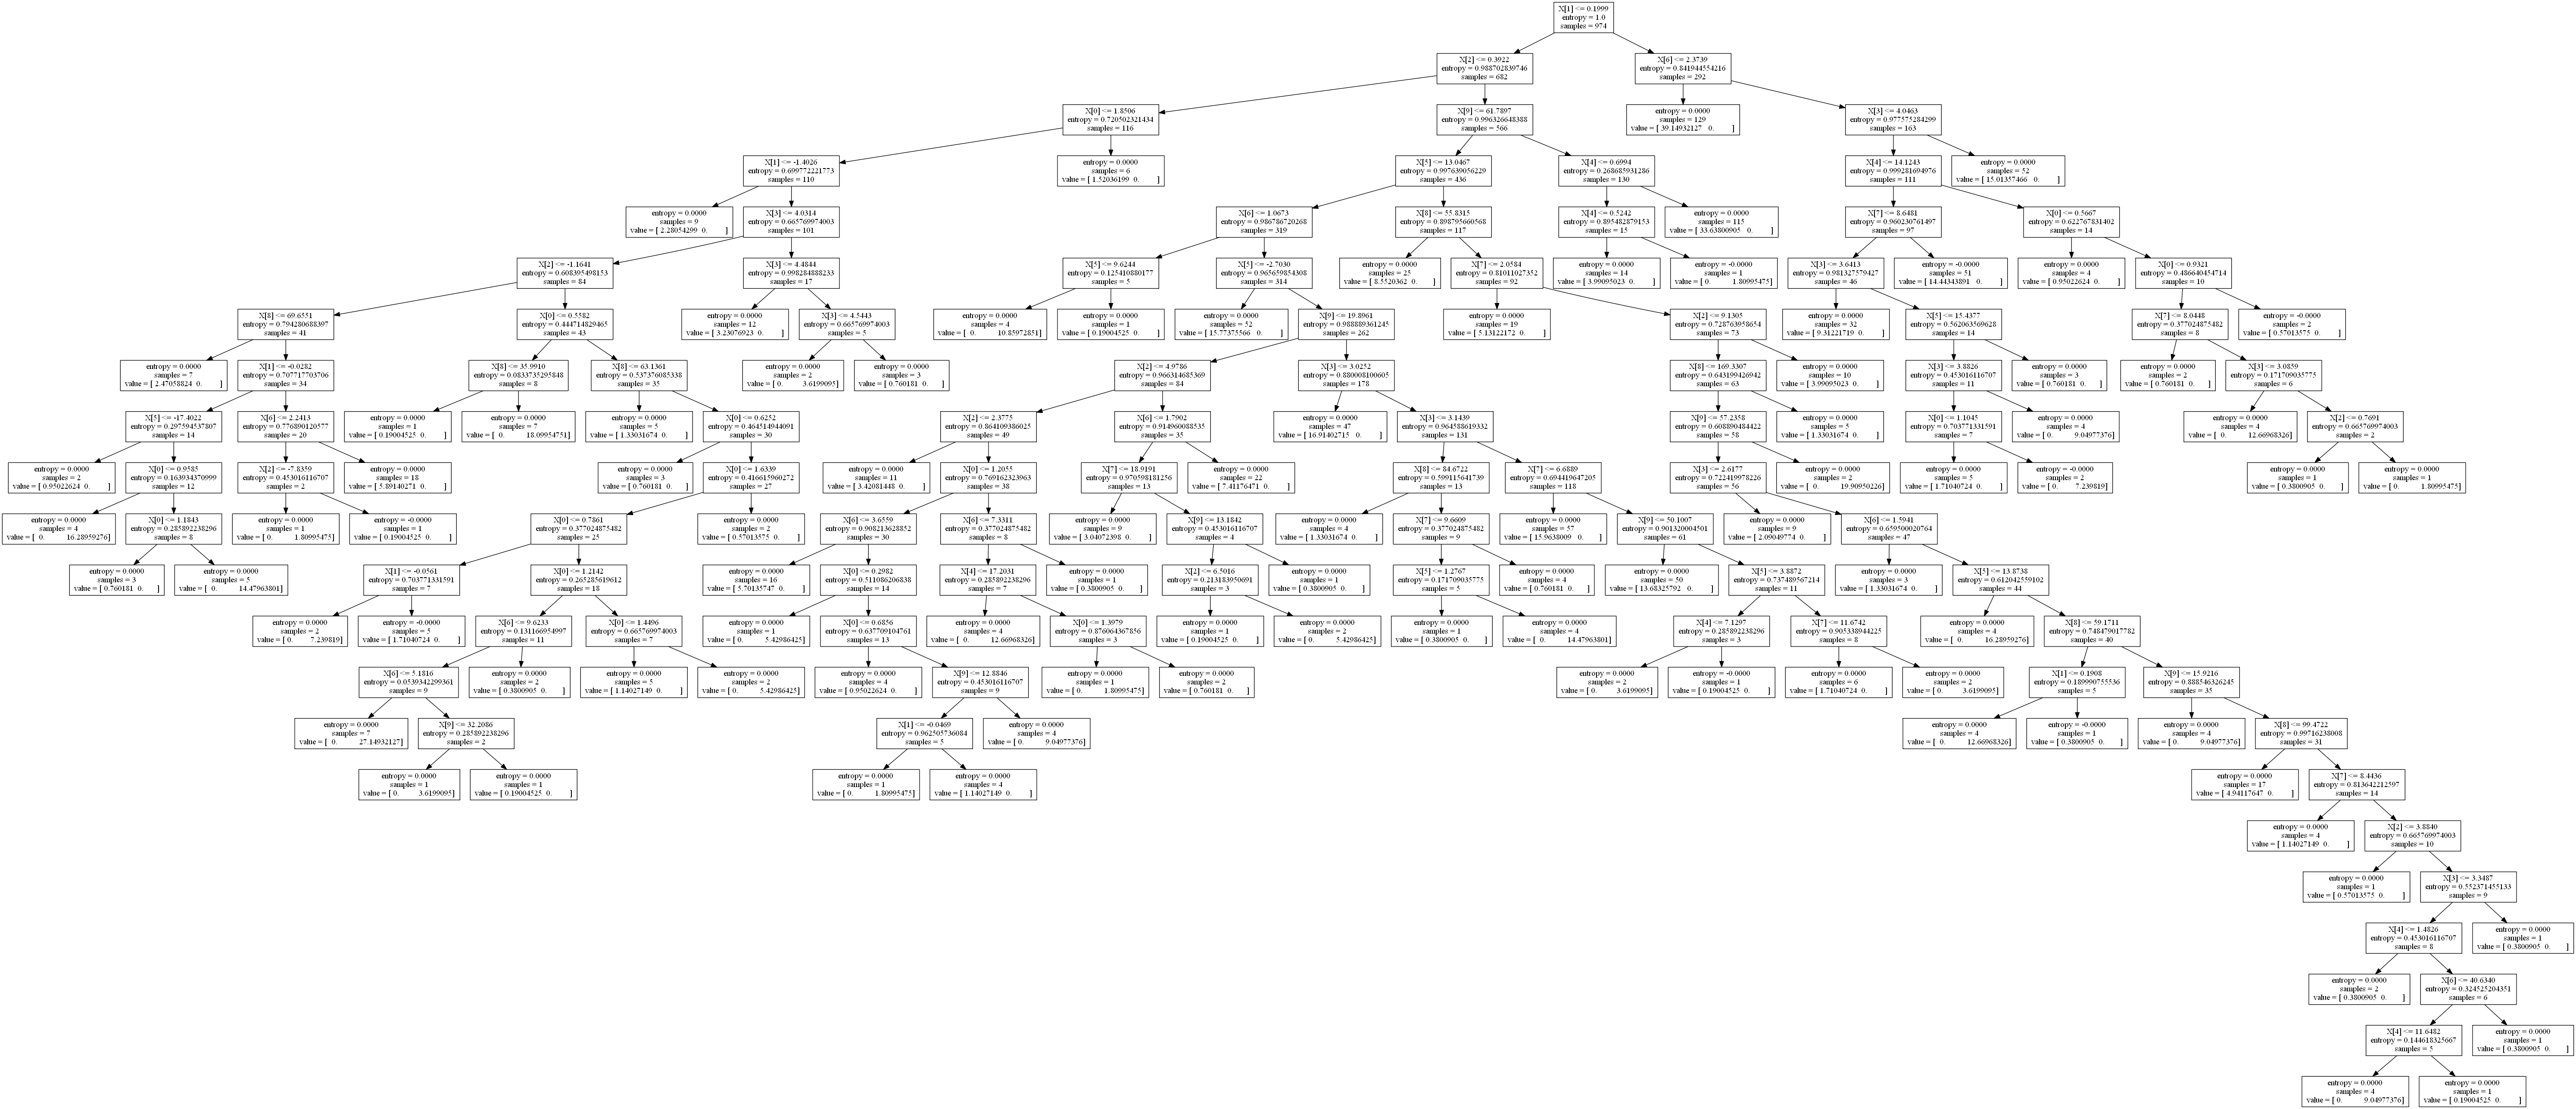 X[1] <= 0.1999
entropy = 1.0
samples = 974
X[2] <= 0.3922
entropy = 0.988702839746
samples = 682
X[6] <= 2.3739
entropy = 0.841944554216
samples = 292
X[0] <= 1.8506
entropy = 0.720502321434
samples = 116
X[9] <= 61.7897
entropy = 0.996326648388
samples = 566
entropy = 0.0000
samples = 129
value = [ 39.14932127 0. ]
X[3] <= 4.0463
entropy = 0.977575284299
samples = 163
X[1] <= -1.4026
entropy = 0.699772221773
samples = 110
entropy = 0.0000
samples = 6
value = [ 1.52036199 0. ]
X[5] <= 13.0467
entropy = 0.997639056229
samples = 436
X[4] <= 0.6994
entropy = 0.268685931286
samples = 130
X[4] <= 14.1243
entropy = 0.999281694976
samples = 111
entropy = 0.0000
samples = 52
value = [ 15.01357466 0. ]
entropy = 0.0000
samples = 9
value = [ 2.28054299 0. ]
X[3] <= 4.0314
entropy = 0.665769974003
samples = 101
X[6] <= 1.0673
entropy = 0.986786720268
samples = 319
X[8] <= 55.8315
entropy = 0.898795660568
samples = 117
X[4] <= 0.5242
entropy = 0.895482879153
samples = 15
entropy = 0.0000
samples = 115
value = [ 33.63800905 0. ]
X[7] <= 8.6481
entropy = 0.960230761497
samples = 97
X[0] <= 0.5667
entropy = 0.622767831402
samples = 14
X[2] <= -1.1641
entropy = 0.608395498153
samples = 84
X[3] <= 4.4844
entropy = 0.998284888233
samples = 17
X[5] <= 9.6244
entropy = 0.125410880177
samples = 5
X[5] <= -2.7030
entropy = 0.965659854308
samples = 314
entropy = 0.0000
samples = 25
value = [ 8.5520362 0. ]
X[7] <= 2.0584
entropy = 0.81011027352
samples = 92
entropy = 0.0000
samples = 14
value = [ 3.99095023 0. ]
entropy = -0.0000
samples = 1
value = [ 0. 1.80995475]
X[3] <= 3.6413
entropy = 0.981327579427
samples = 46
entropy = -0.0000
samples = 51
value = [ 14.44343891 0. ]
entropy = 0.0000
samples = 4
value = [ 0.95022624 0. ]
X[0] <= 0.9321
entropy = 0.486640454714
samples = 10
X[8] <= 69.6551
entropy = 0.794280688397
samples = 41
X[0] <= 0.5582
entropy = 0.444714829465
samples = 43
entropy = 0.0000
samples = 12
value = [ 3.23076923 0. ]
X[3] <= 4.5443
entropy = 0.665769974003
samples = 5
entropy = 0.0000
samples = 4
value = [ 0. 10.85972851]
entropy = 0.0000
samples = 1
value = [ 0.19004525 0. ]
entropy = 0.0000
samples = 52
value = [ 15.77375566 0. ]
X[9] <= 19.8961
entropy = 0.988889361245
samples = 262
entropy = 0.0000
samples = 19
value = [ 5.13122172 0. ]
X[2] <= 9.1305
entropy = 0.728763958654
samples = 73
entropy = 0.0000
samples = 32
value = [ 9.31221719 0. ]
X[5] <= 15.4377
entropy = 0.562063569628
samples = 14
X[7] <= 8.0448
entropy = 0.377024875482
samples = 8
entropy = -0.0000
samples = 2
value = [ 0.57013575 0. ]
entropy = 0.0000
samples = 7
value = [ 2.47058824 0. ]
X[1] <= -0.0282
entropy = 0.707717703706
samples = 34
X[8] <= 35.9910
entropy = 0.0833735295848
samples = 8
X[8] <= 63.1361
entropy = 0.537376085338
samples = 35
entropy = 0.0000
samples = 2
value = [ 0. 3.6199095]
entropy = 0.0000
samples = 3
value = [ 0.760181 0. ]
X[2] <= 4.9786
entropy = 0.966314685369
samples = 84
X[3] <= 3.0252
entropy = 0.880008100605
samples = 178
X[8] <= 169.3307
entropy = 0.643199426942
samples = 63
entropy = 0.0000
samples = 10
value = [ 3.99095023 0. ]
X[3] <= 3.8826
entropy = 0.453016116707
samples = 11
entropy = 0.0000
samples = 3
value = [ 0.760181 0. ]
entropy = 0.0000
samples = 2
value = [ 0.760181 0. ]
X[3] <= 3.0859
entropy = 0.171709035775
samples = 6
X[5] <= -17.4022
entropy = 0.297594537807
samples = 14
X[6] <= 2.2413
entropy = 0.776890120577
samples = 20
entropy = 0.0000
samples = 1
value = [ 0.19004525 0. ]
entropy = 0.0000
samples = 7
value = [ 0. 18.09954751]
entropy = 0.0000
samples = 5
value = [ 1.33031674 0. ]
X[0] <= 0.6252
entropy = 0.464514944091
samples = 30
X[2] <= 2.3775
entropy = 0.864109386025
samples = 49
X[6] <= 1.7902
entropy = 0.914960088535
samples = 35
entropy = 0.0000
samples = 47
value = [ 16.91402715 0. ]
X[3] <= 3.1439
entropy = 0.964588619332
samples = 131
X[9] <= 57.2358
entropy = 0.608890484422
samples = 58
entropy = 0.0000
samples = 5
value = [ 1.33031674 0. ]
X[0] <= 1.1045
entropy = 0.703771331591
samples = 7
entropy = 0.0000
samples = 4
value = [ 0. 9.04977376]
entropy = 0.0000
samples = 4
value = [ 0. 12.66968326]
X[2] <= 0.7691
entropy = 0.665769974003
samples = 2
entropy = 0.0000
samples = 2
value = [ 0.95022624 0. ]
X[0] <= 0.9585
entropy = 0.163934370999
samples = 12
X[2] <= -7.8359
entropy = 0.453016116707
samples = 2
entropy = 0.0000
samples = 18
value = [ 5.89140271 0. ]
entropy = 0.0000
samples = 3
value = [ 0.760181 0. ]
X[0] <= 1.6339
entropy = 0.416615960272
samples = 27
entropy = 0.0000
samples = 11
value = [ 3.42081448 0. ]
X[0] <= 1.2055
entropy = 0.769162323963
samples = 38
X[7] <= 18.9191
entropy = 0.970598181256
samples = 13
entropy = 0.0000
samples = 22
value = [ 7.41176471 0. ]
X[8] <= 84.6722
entropy = 0.599115641739
samples = 13
X[7] <= 6.6889
entropy = 0.694419647205
samples = 118
X[3] <= 2.6177
entropy = 0.722419978226
samples = 56
entropy = 0.0000
samples = 2
value = [ 0. 19.90950226]
entropy = 0.0000
samples = 5
value = [ 1.71040724 0. ]
entropy = -0.0000
samples = 2
value = [ 0. 7.239819]
entropy = 0.0000
samples = 1
value = [ 0.3800905 0. ]
entropy = 0.0000
samples = 1
value = [ 0. 1.80995475]
entropy = 0.0000
samples = 4
value = [ 0. 16.28959276]
X[0] <= 1.1843
entropy = 0.285892238296
samples = 8
entropy = 0.0000
samples = 1
value = [ 0. 1.80995475]
entropy = -0.0000
samples = 1
value = [ 0.19004525 0. ]
X[0] <= 0.7861
entropy = 0.377024875482
samples = 25
entropy = 0.0000
samples = 2
value = [ 0.57013575 0. ]
X[6] <= 3.6559
entropy = 0.908213628852
samples = 30
X[6] <= 7.3311
entropy = 0.377024875482
samples = 8
entropy = 0.0000
samples = 9
value = [ 3.04072398 0. ]
X[9] <= 13.1842
entropy = 0.453016116707
samples = 4
entropy = 0.0000
samples = 4
value = [ 1.33031674 0. ]
X[7] <= 9.6609
entropy = 0.377024875482
samples = 9
entropy = 0.0000
samples = 57
value = [ 15.9638009 0. ]
X[9] <= 50.1007
entropy = 0.901320004501
samples = 61
entropy = 0.0000
samples = 9
value = [ 2.09049774 0. ]
X[6] <= 1.5941
entropy = 0.659500020764
samples = 47
entropy = 0.0000
samples = 3
value = [ 0.760181 0. ]
entropy = 0.0000
samples = 5
value = [ 0. 14.47963801]
X[1] <= -0.0561
entropy = 0.703771331591
samples = 7
X[0] <= 1.2142
entropy = 0.265285619612
samples = 18
entropy = 0.0000
samples = 16
value = [ 5.70135747 0. ]
X[0] <= 0.2982
entropy = 0.511086206838
samples = 14
X[4] <= 17.2031
entropy = 0.285892238296
samples = 7
entropy = 0.0000
samples = 1
value = [ 0.3800905 0. ]
X[2] <= 6.5016
entropy = 0.213183950691
samples = 3
entropy = 0.0000
samples = 1
value = [ 0.3800905 0. ]
X[5] <= 1.2767
entropy = 0.171709035775
samples = 5
entropy = 0.0000
samples = 4
value = [ 0.760181 0. ]
entropy = 0.0000
samples = 50
value = [ 13.68325792 0. ]
X[5] <= 3.8872
entropy = 0.737489567214
samples = 11
entropy = 0.0000
samples = 3
value = [ 1.33031674 0. ]
X[5] <= 13.8738
entropy = 0.612042559102
samples = 44
entropy = 0.0000
samples = 2
value = [ 0. 7.239819]
entropy = -0.0000
samples = 5
value = [ 1.71040724 0. ]
X[6] <= 9.6233
entropy = 0.131166954997
samples = 11
X[0] <= 1.4496
entropy = 0.665769974003
samples = 7
entropy = 0.0000
samples = 1
value = [ 0. 5.42986425]
X[0] <= 0.6856
entropy = 0.637709104761
samples = 13
entropy = 0.0000
samples = 4
value = [ 0. 12.66968326]
X[0] <= 1.3979
entropy = 0.876064367856
samples = 3
entropy = 0.0000
samples = 1
value = [ 0.19004525 0. ]
entropy = 0.0000
samples = 2
value = [ 0. 5.42986425]
entropy = 0.0000
samples = 1
value = [ 0.3800905 0. ]
entropy = 0.0000
samples = 4
value = [ 0. 14.47963801]
X[4] <= 7.1297
entropy = 0.285892238296
samples = 3
X[7] <= 11.6742
entropy = 0.905338944225
samples = 8
entropy = 0.0000
samples = 4
value = [ 0. 16.28959276]
X[8] <= 59.1711
entropy = 0.748479017782
samples = 40
X[6] <= 5.1816
entropy = 0.0539342299361
samples = 9
entropy = 0.0000
samples = 2
value = [ 0.3800905 0. ]
entropy = 0.0000
samples = 5
value = [ 1.14027149 0. ]
entropy = 0.0000
samples = 2
value = [ 0. 5.42986425]
entropy = 0.0000
samples = 4
value = [ 0.95022624 0. ]
X[9] <= 12.8846
entropy = 0.453016116707
samples = 9
entropy = 0.0000
samples = 1
value = [ 0. 1.80995475]
entropy = 0.0000
samples = 2
value = [ 0.760181 0. ]
entropy = 0.0000
samples = 2
value = [ 0. 3.6199095]
entropy = -0.0000
samples = 1
value = [ 0.19004525 0. ]
entropy = 0.0000
samples = 6
value = [ 1.71040724 0. ]
entropy = 0.0000
samples = 2
value = [ 0. 3.6199095]
X[1] <= 0.1908
entropy = 0.189990755536
samples = 5
X[9] <= 15.9216
entropy = 0.888546326245
samples = 35
entropy = 0.0000
samples = 7
value = [ 0. 27.14932127]
X[9] <= 32.2086
entropy = 0.285892238296
samples = 2
X[1] <= -0.0469
entropy = 0.962505736084
samples = 5
entropy = 0.0000
samples = 4
value = [ 0. 9.04977376]
entropy = 0.0000
samples = 4
value = [ 0. 12.66968326]
entropy = -0.0000
samples = 1
value = [ 0.3800905 0. ]
entropy = 0.0000
samples = 4
value = [ 0. 9.04977376]
X[8] <= 99.4722
entropy = 0.99716238008
samples = 31
entropy = 0.0000
samples = 1
value = [ 0. 3.6199095]
entropy = 0.0000
samples = 1
value = [ 0.19004525 0. ]
entropy = 0.0000
samples = 1
value = [ 0. 1.80995475]
entropy = 0.0000
samples = 4
value = [ 1.14027149 0. ]
entropy = 0.0000
samples = 17
value = [ 4.94117647 0. ]
X[7] <= 8.4436
entropy = 0.813642212597
samples = 14
entropy = 0.0000
samples = 4
value = [ 1.14027149 0. ]
X[2] <= 3.8840
entropy = 0.665769974003
samples = 10
entropy = 0.0000
samples = 1
value = [ 0.57013575 0. ]
X[3] <= 3.3487
entropy = 0.552371455133
samples = 9
X[4] <= 1.4826
entropy = 0.453016116707
samples = 8
entropy = 0.0000
samples = 1
value = [ 0.3800905 0. ]
entropy = 0.0000
samples = 2
value = [ 0.3800905 0. ]
X[6] <= 40.6340
entropy = 0.324525204351
samples = 6
X[4] <= 11.6482
entropy = 0.144618325667
samples = 5
entropy = 0.0000
samples = 1
value = [ 0.3800905 0. ]
entropy = 0.0000
samples = 4
value = [ 0. 9.04977376]
entropy = 0.0000
samples = 1
value = [ 0.19004525 0. ]